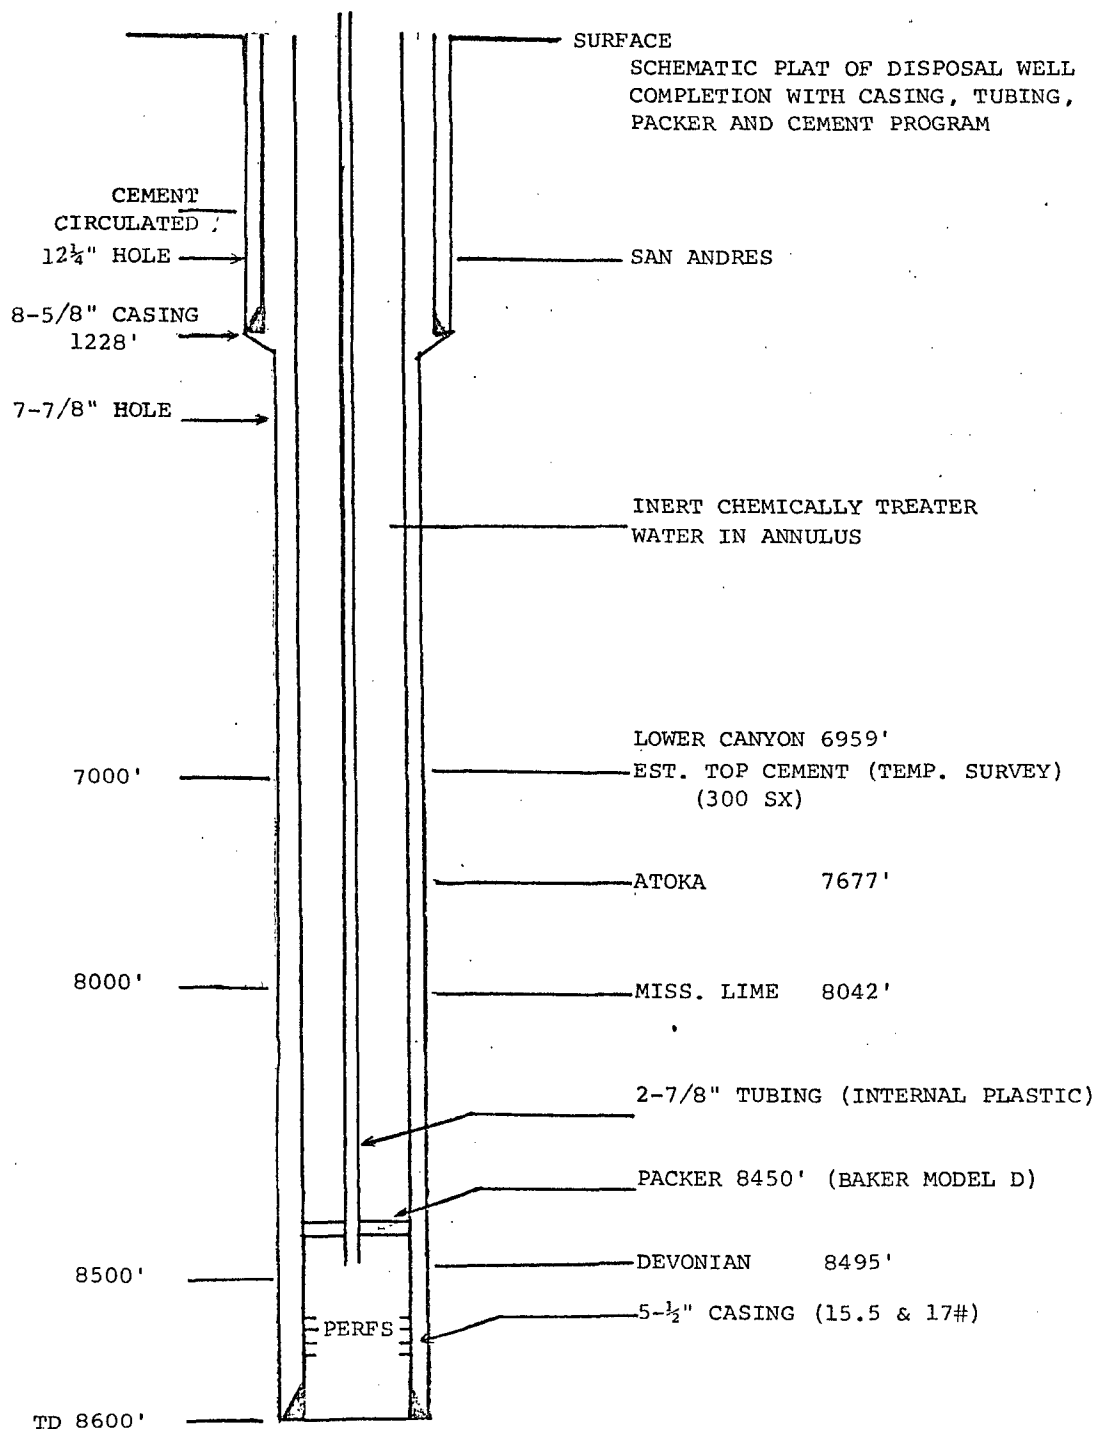 SURFACE
SCHEMATIC PLAT OF DISPOSAL WELL
COMPLETION WITH CASING, TUBING,
PACKER AND CEMENT PROGRAM
CEMENT
CIRCULATED
12¼" HOLE
SAN ANDRES
8-5/8" CASING
1228'
7-7/8" HOLE
INERT CHEMICALLY TREATER
WATER IN ANNULUS
LOWER CANYON 6959'
7000'
EST. TOP CEMENT (TEMP. SURVEY)
(300 SX)
ATOKA 7677'
8000'
MISS. LIME 8042'
2-7/8" TUBING (INTERNAL PLASTIC)
PACKER 8450' (BAKER MODEL D)
DEVONIAN 8495'
8500'
5-½" CASING (15.5 & 17#)
PERFS
TD 8600'